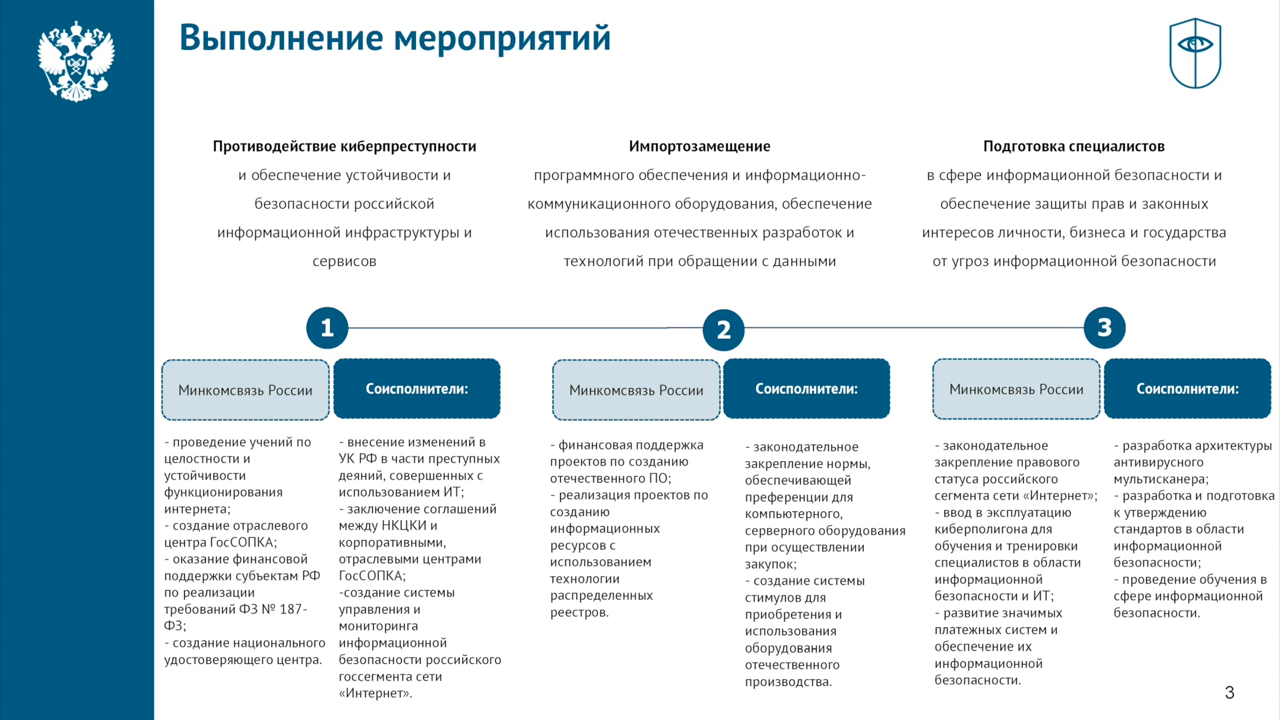 Выполнение мероприятий
Противодействие киберпреступности
и обеспечение устойчивости и
безопасности российской
информационной инфраструктуры и
сервисов
Импортозамещение
программного обеспечения и информационно-
коммуникационного оборудования, обеспечение
использования отечественных разработок и
технологий при обращении с данными
Подготовка специалистов
в сфере информационной безопасности и
обеспечение защиты прав и законных
интересов личности, бизнеса и государства
от угроз информационной безопасности
1
2
3
Минкомсвязь России
Соисполнители:
Минкомсвязь России
Соисполнители:
Минкомсвязь России
Соисполнители:
- проведение учений по
целостности и
устойчивости
функционирования
интернета;
- создание отраслевого
центра ГосСОПКА;
- оказание финансовой
поддержки субъектам РФ
по реализации
требований ФЗ № 187-
ФЗ;
- создание национального
удостоверяющего центра.
- внесение изменений в
УК РФ в части преступных
деяний, совершенных с
использованием ИТ;
- заключение соглашений
между НКЦКИ и
корпоративными,
отраслевыми центрами
ГосСОПКА;
-создание системы
управления и
мониторинга
информационной
безопасности российского
госсегмента сети
«Интернет».
- финансовая поддержка
проектов по созданию
отечественного ПО;
- реализация проектов по
созданию
информационных
ресурсов с
использованием
технологии
распределенных
реестров.
- законодательное
закрепление нормы,
обеспечивающей
преференции для
компьютерного,
серверного оборудования
при осуществлении
закупок;
- создание системы
стимулов для
приобретения и
использования
оборудования
отечественного
производства.
- законодательное
закрепление правового
статуса российского
сегмента сети «Интернет»;
- ввод в эксплуатацию
киберполигона для
обучения и тренировки
специалистов в области
информационной
безопасности и ИТ;
- развитие значимых
платежных систем и
обеспечение их
информационной
безопасности.
- разработка архитектуры
антивирусного
мультисканера;
- разработка и подготовка
к утверждению
стандартов в области
информационной
безопасности;
- проведение обучения в
сфере информационной
безопасности.
3